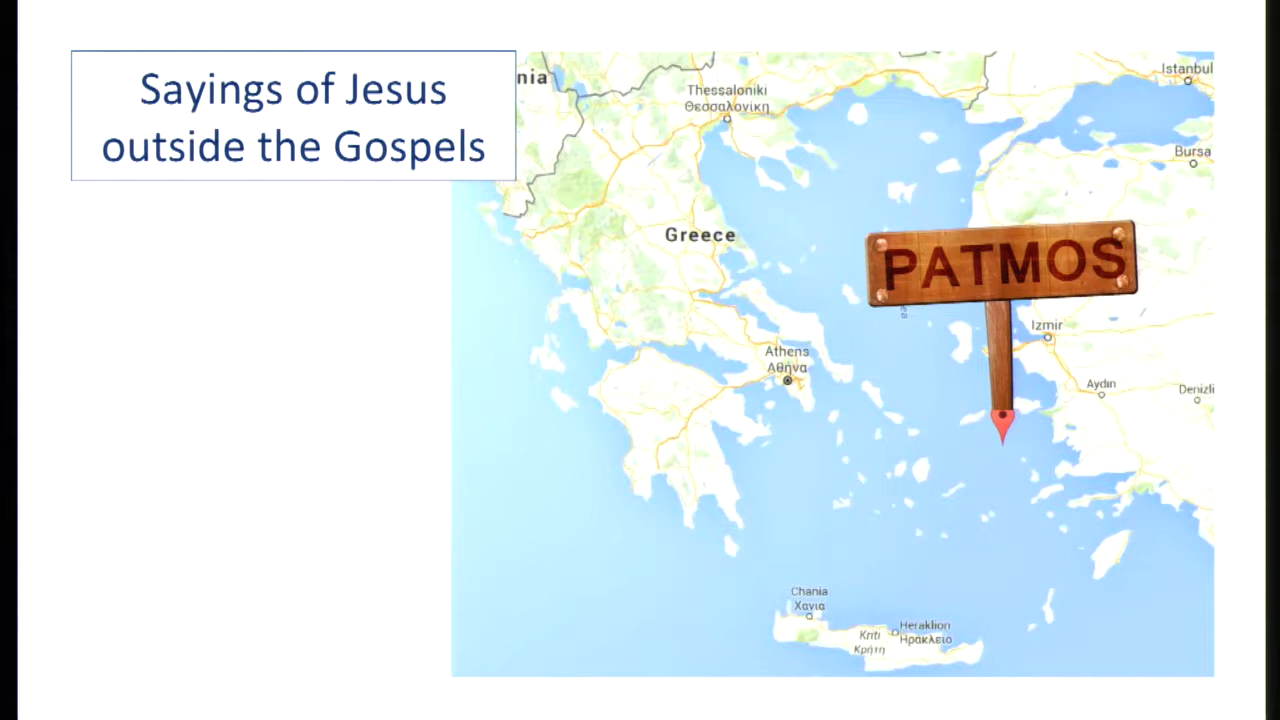 Sayings of Jesus
outside the Gospels
nia
Thessaloniki
Θεσσαλονίκη
Istanbul
Bursa
Greece
PATMOS
Izmir
Athens
Αθήνα
Aydın
Denizli
Chania
Χανιά
Heraklion
Ηράκλειο
Kriti
Κρήτη